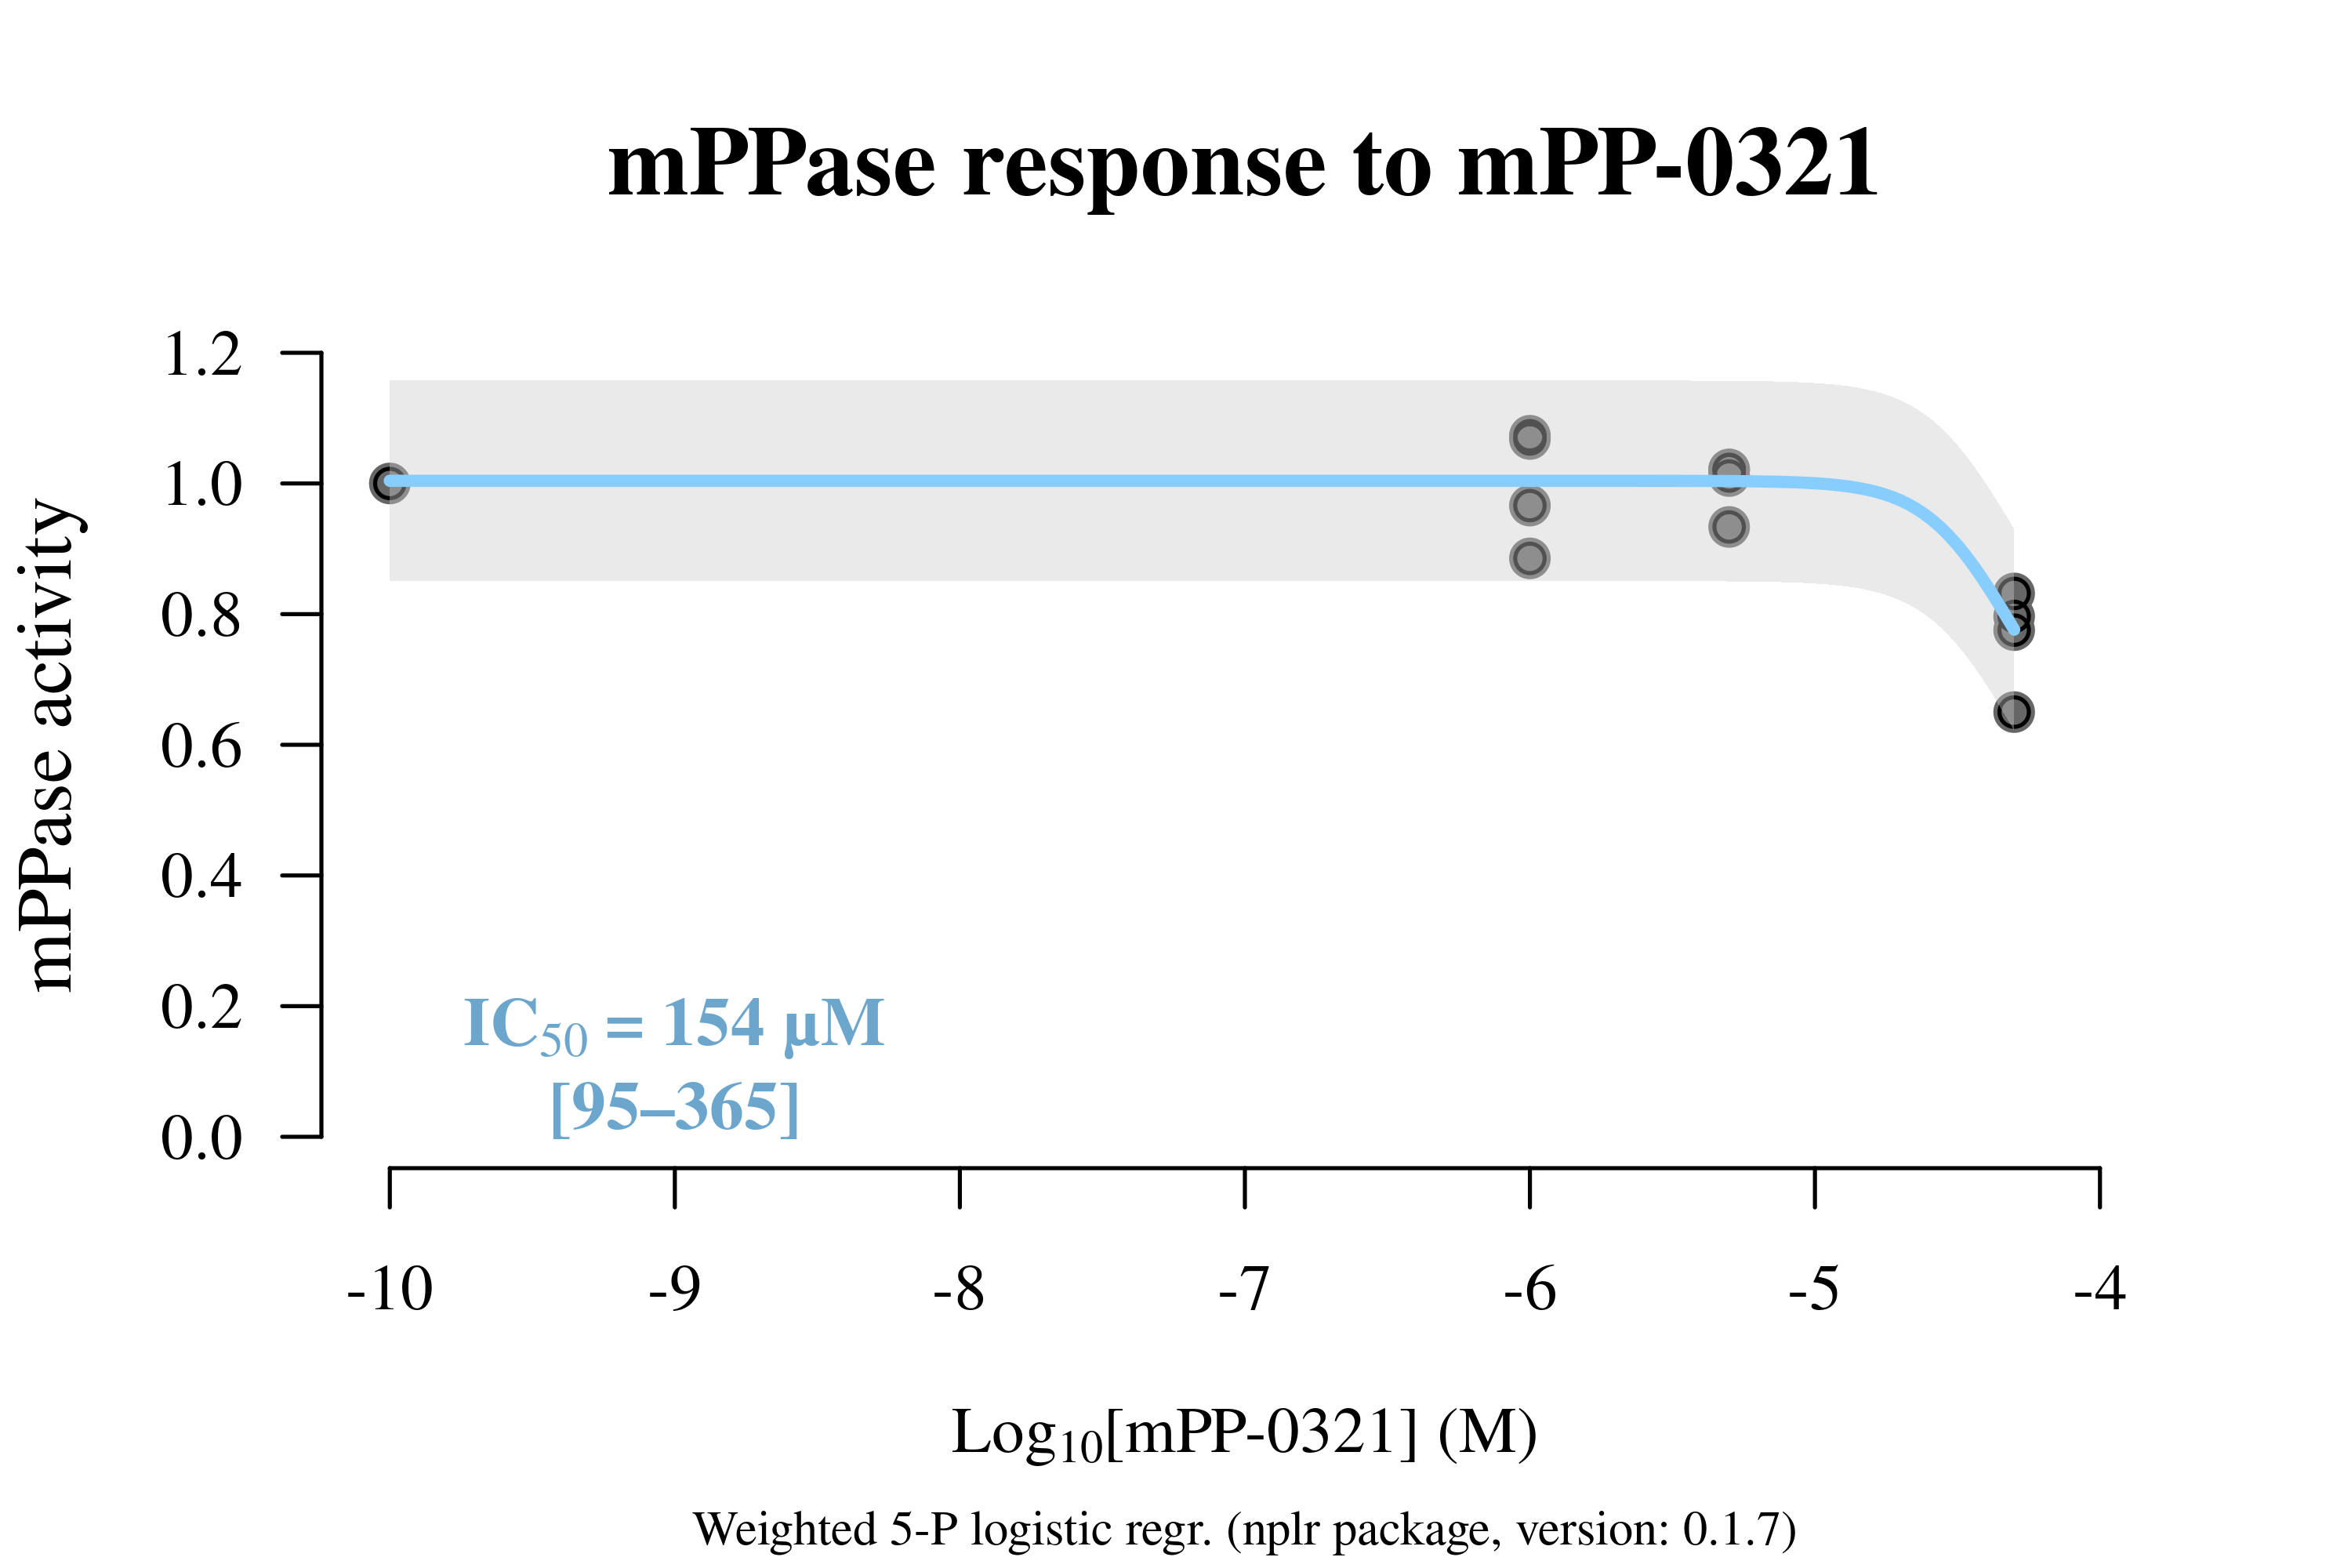 mPPase response to mPP-0321
mPPase activity
1.2
1.0
0.8
0.6
0.4
0.2
0.0
IC50 = 154 µM
[95–365]
-10 -9 -8 -7 -6 -5 -4
Log10[mPP-0321] (M)
Weighted 5-P logistic regr. (nplr package, version: 0.1.7)